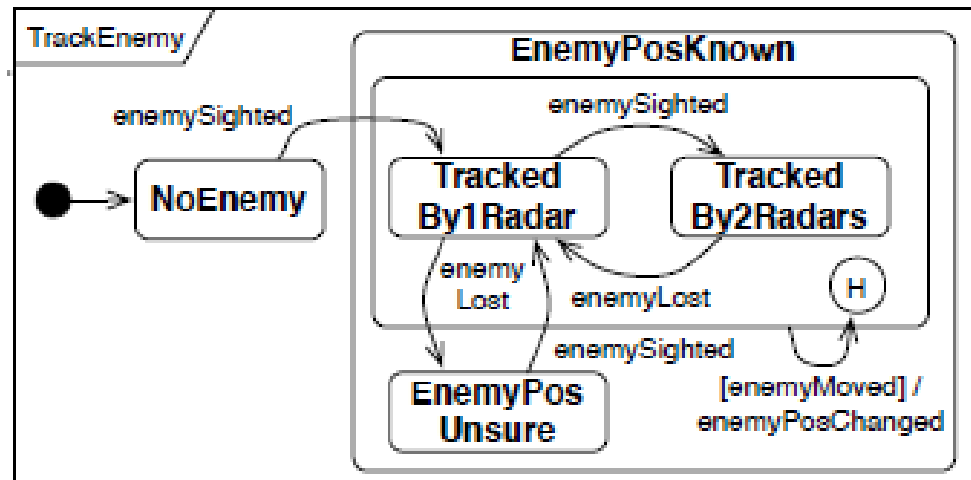 TrackEnemy
EnemyPosKnown
enemySighted
enemySighted
NoEnemy
Tracked
By1Radar
Tracked
By2Radars
enemy
Lost
enemyLost
H
enemySighted
EnemyPos
Unsure
[enemyMoved] /
enemyPosChanged